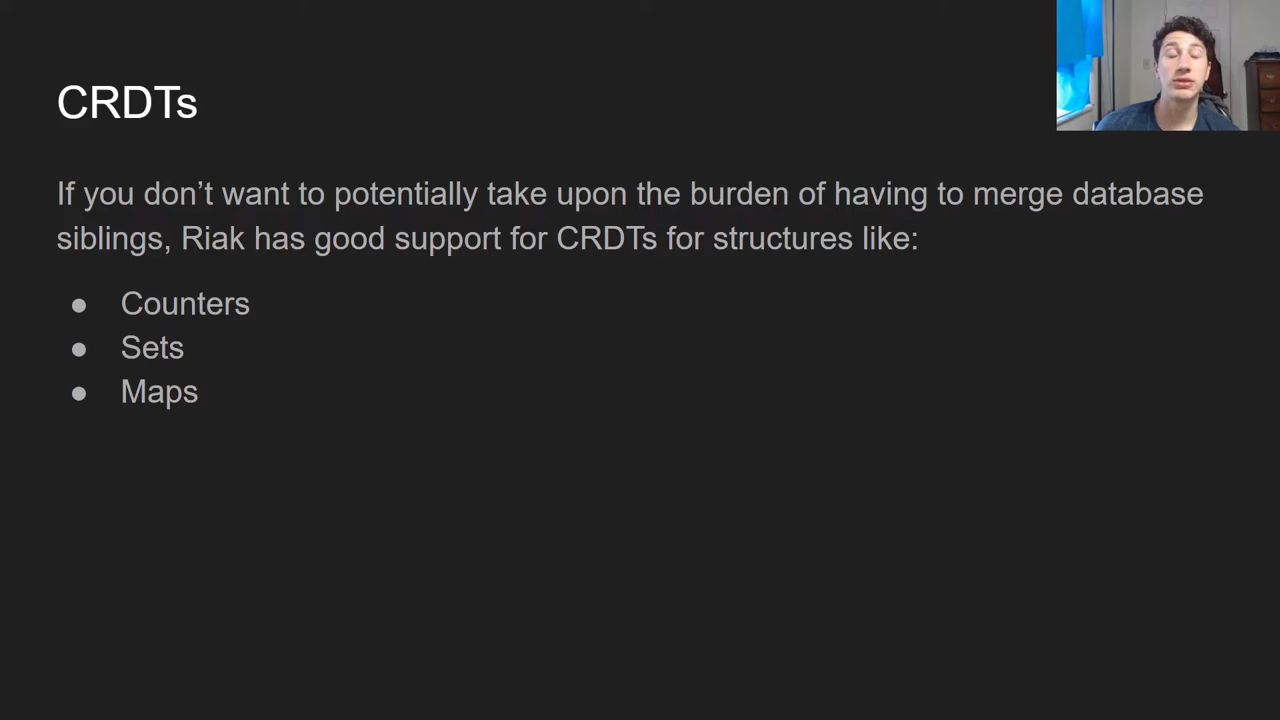 CRDTs
If you don’t want to potentially take upon the burden of having to merge database
siblings, Riak has good support for CRDTs for structures like:
● Counters
● Sets
● Maps